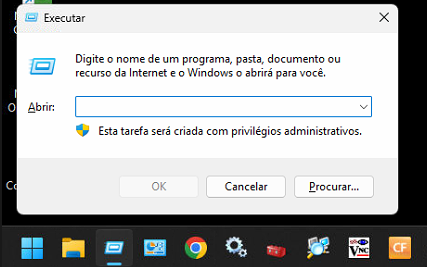 Executar
Digite o nome de um programa, pasta, documento ou
recurso da Internet e o Windows o abrirá para você.
Abrir:
Esta tarefa será criada com privilégios administrativos.
OK
Cancelar
Procurar...
VNC
CF